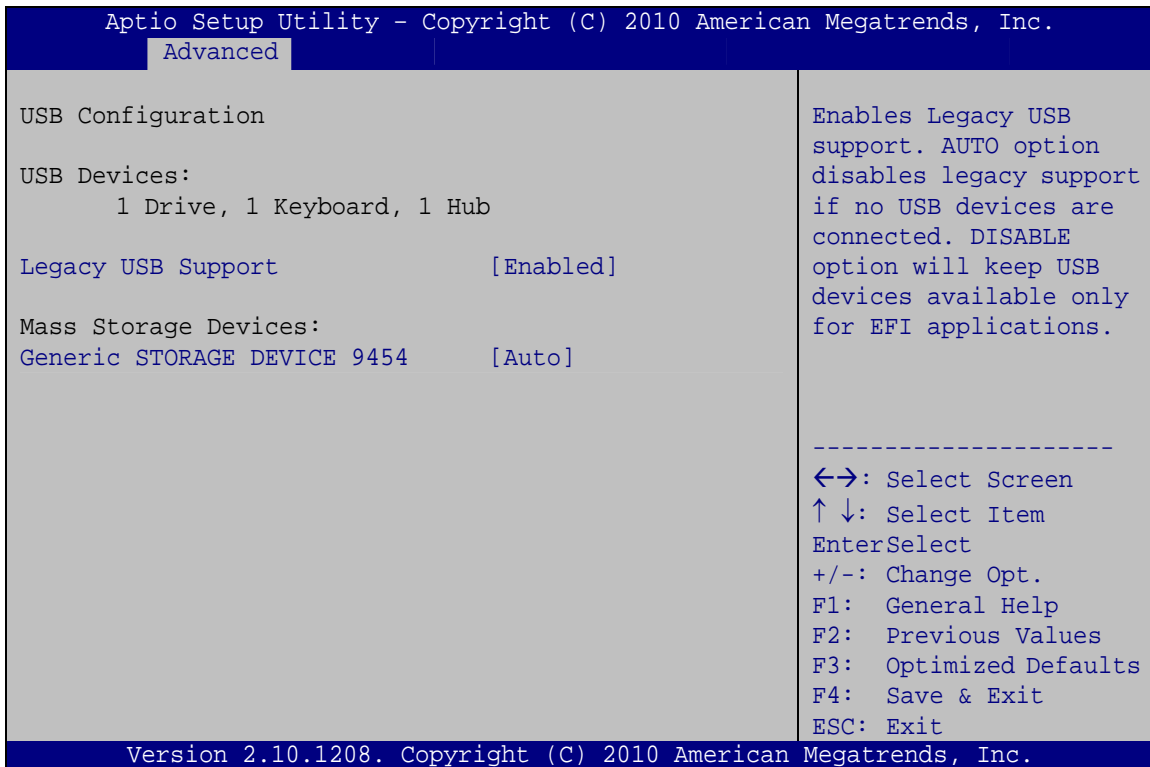 Aptio Setup Utility – Copyright (C) 2010 American Megatrends, Inc.
Advanced
USB Configuration
USB Devices:
1 Drive, 1 Keyboard, 1 Hub
Legacy USB Support [Enabled]
Mass Storage Devices:
Generic STORAGE DEVICE 9454 [Auto]
Enables Legacy USB
support. AUTO option
disables legacy support
if no USB devices are
connected. DISABLE
option will keep USB
devices available only
for EFI applications.
---------------------
←→: Select Screen
↑ ↓: Select Item
EnterSelect
+/-: Change Opt.
F1: General Help
F2: Previous Values
F3: Optimized Defaults
F4: Save & Exit
ESC: Exit
Version 2.10.1208. Copyright (C) 2010 American Megatrends, Inc.